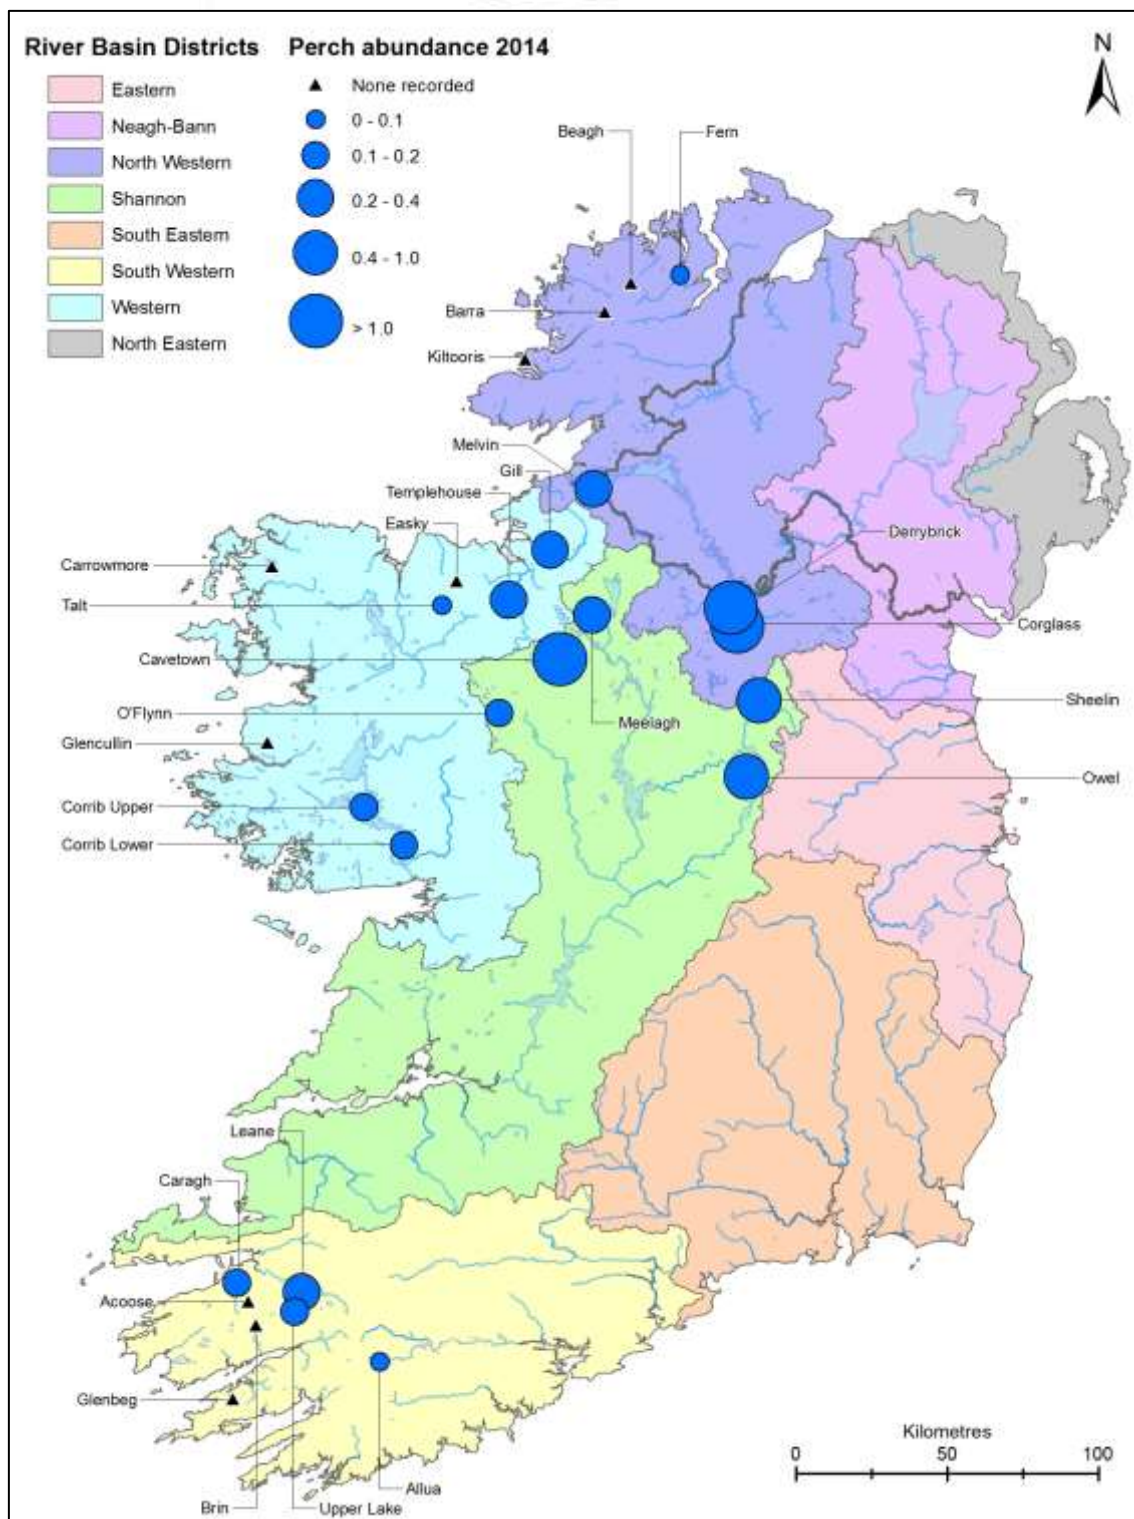 River Basin Districts
Eastern
Neagh-Bann
North Western
Shannon
South Eastern
South Western
Western
North Eastern
Perch abundance 2014
None recorded
0 - 0.1
0.1 - 0.2
0.2 - 0.4
0.4 - 1.0
> 1.0
N
Beagh
Fern
Barra
Kiltooris
Melvin
Gill
Templehouse
Easky
Derrybrick
Carrowmore
Talt
Corglass
Cavetown
Sheelin
O'Flynn
Meelagh
Glencullin
Owel
Corrib Upper
Corrib Lower
Leane
Caragh
Acoose
Glenbeg
Kilometres
0 50 100
Allua
Brin
Upper Lake